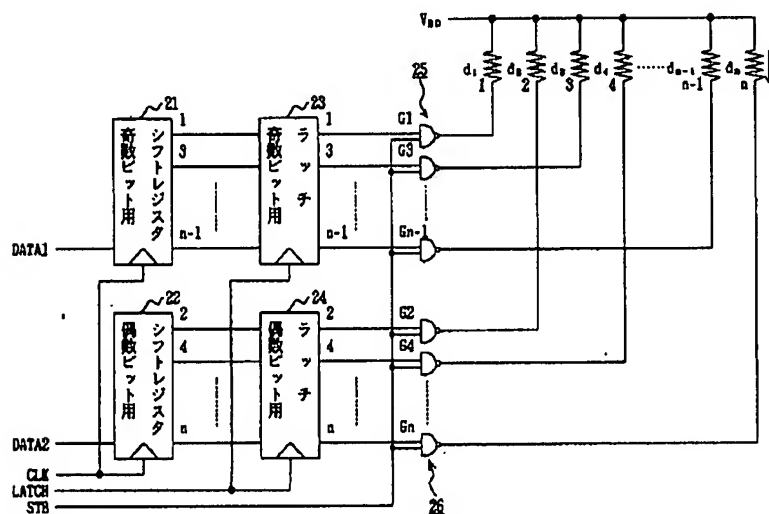 V_DD
25
d₁ d₂ d₃ d₄ d_n-1 d_n
1 2 3 4 n-1 n
21
奇数ビット用
シフトレジスタ
1
3
n-1
23
奇数ビット用
ラッチ
1
3
n-1
G1
G3
Gn-1
DATA1
22
偶数ビット用
シフトレジスタ
2
4
n
24
偶数ビット用
ラッチ
2
4
n
G2
G4
Gn
DATA2
CLK
LATCH
STB
26